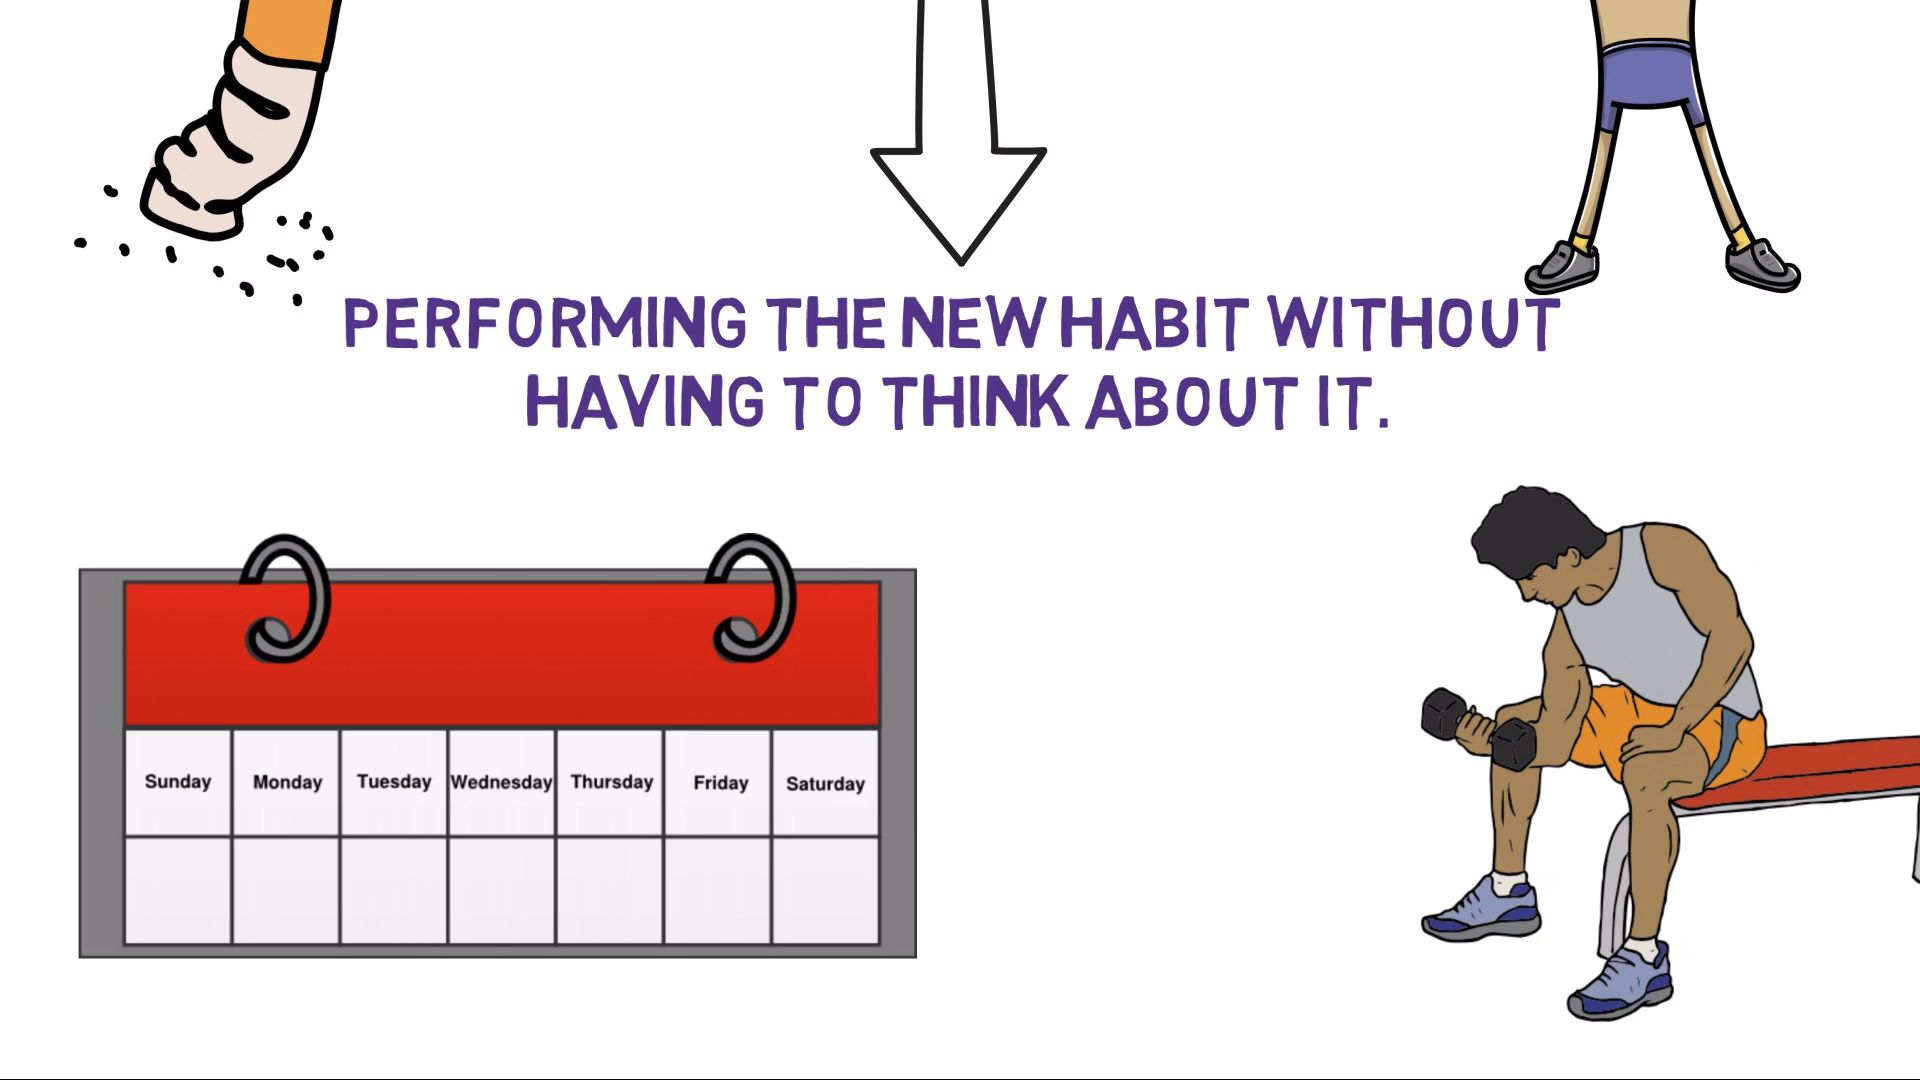 PERFORMING THE NEW HABIT WITHOUT
HAVING TO THINK ABOUT IT.
Sunday Monday Tuesday Wednesday Thursday Friday Saturday